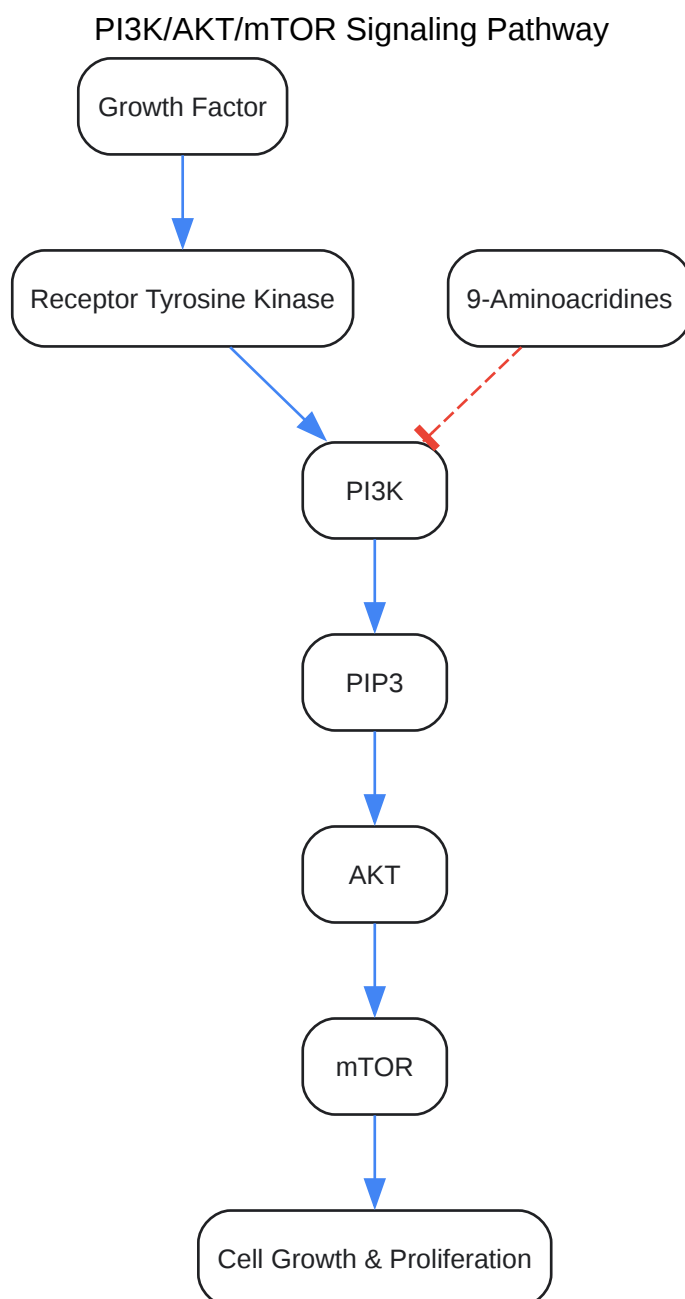 PI3K/AKT/mTOR Signaling Pathway
Growth Factor
Receptor Tyrosine Kinase
9-Aminoacridines
PI3K
PIP3
AKT
mTOR
Cell Growth & Proliferation